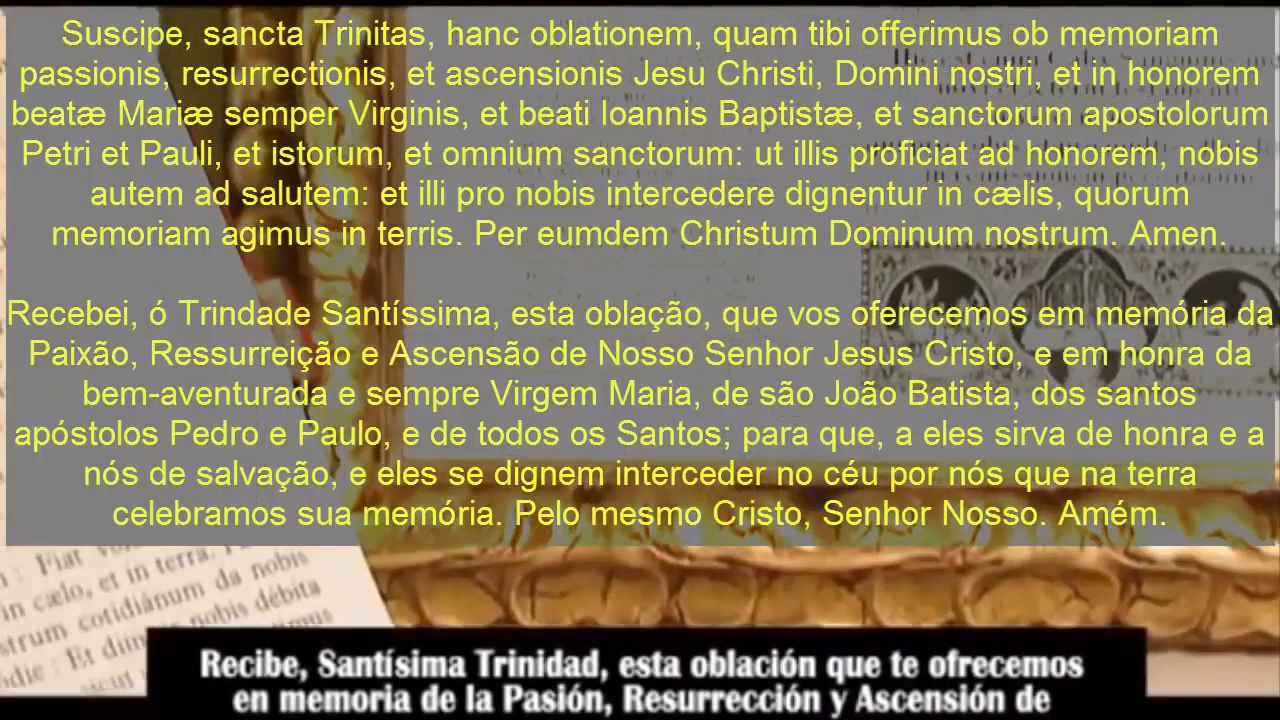 Suscipe, sancta Trinitas, hanc oblationem, quam tibi offerimus ob memoriam
passionis, resurrectionis, et ascensionis Jesu Christi, Domini nostri, et in honorem
beatæ Mariæ semper Virginis, et beati Ioannis Baptistæ, et sanctorum apostolorum
Petri et Pauli, et istorum, et omnium sanctorum: ut illis proficiat ad honorem, nobis
autem ad salutem: et illi pro nobis intercedere dignentur in cælis, quorum
memoriam agimus in terris. Per eumdem Christum Dominum nostrum. Amen.
Recebei, ó Trindade Santíssima, esta oblação, que vos oferecemos em memória da
Paixão, Ressurreição e Ascensão de Nosso Senhor Jesus Cristo, e em honra da
bem-aventurada e sempre Virgem Maria, de são João Batista, dos santos
apóstolos Pedro e Paulo, e de todos os Santos; para que, a eles sirva de honra e a
nós de salvação, e eles se dignem interceder no céu por nós que na terra
celebramos sua memória. Pelo mesmo Cristo, Senhor Nosso. Amém.
: Fiat
in cælo, et in terra.
strum cotidiánum da nobis
die : Et nobis débita
Recibe, Santísima Trinidad, esta oblación que te ofrecemos
en memoria de la Pasión, Resurrección y Ascensión de